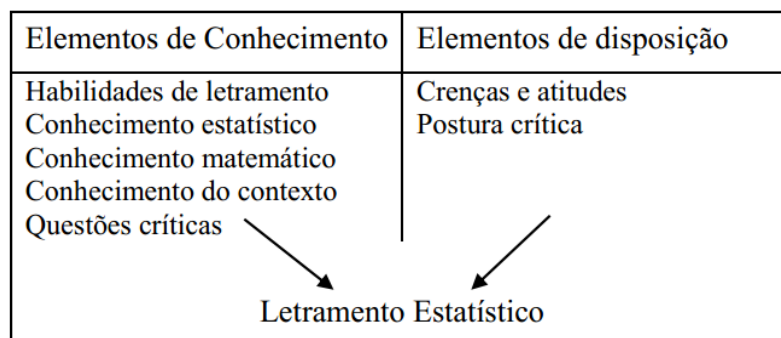 Elementos de Conhecimento
Habilidades de letramento
Conhecimento estatístico
Conhecimento matemático
Conhecimento do contexto
Questões críticas
Elementos de disposição
Crenças e atitudes
Postura crítica
Letramento Estatístico